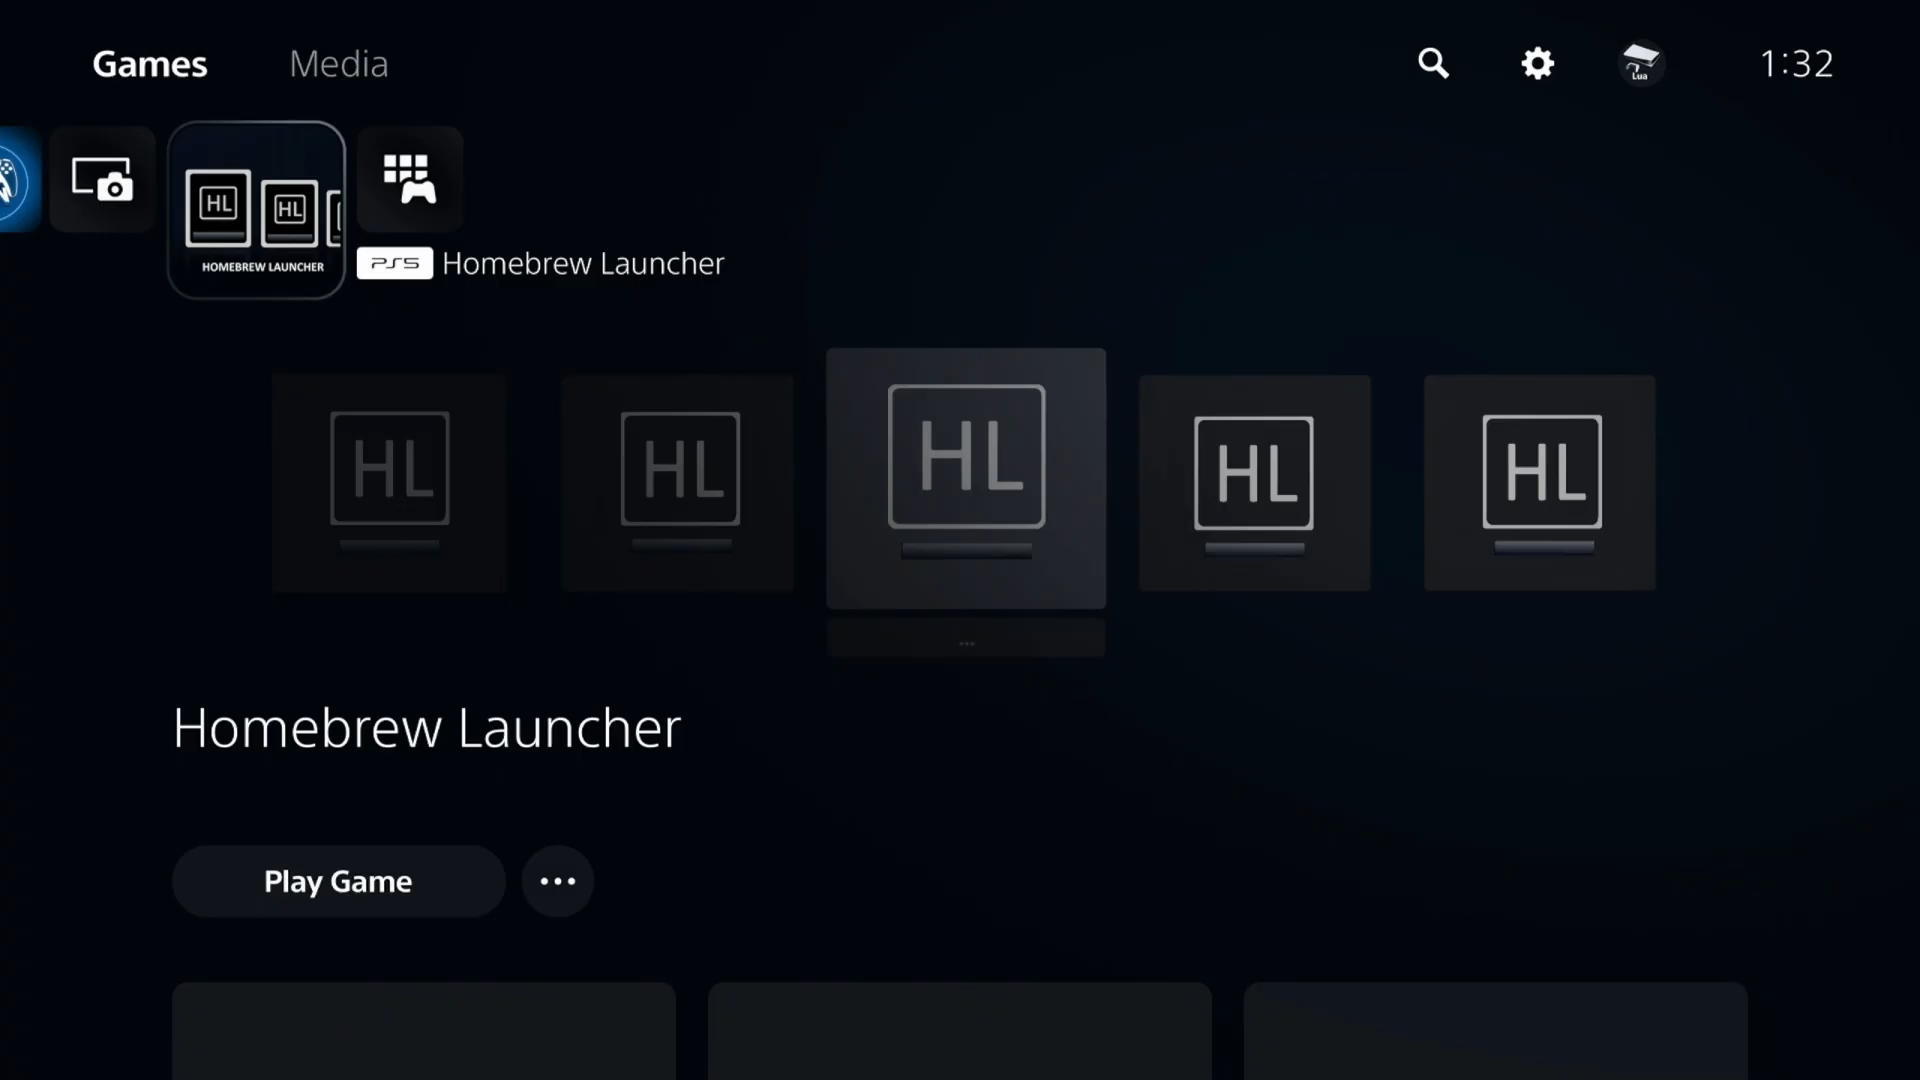 Games Media 1:32
Lua
HL HL
HOMEBREW LAUNCHER
PS5 Homebrew Launcher
HL HL HL HL HL
...
Homebrew Launcher
Play Game ...